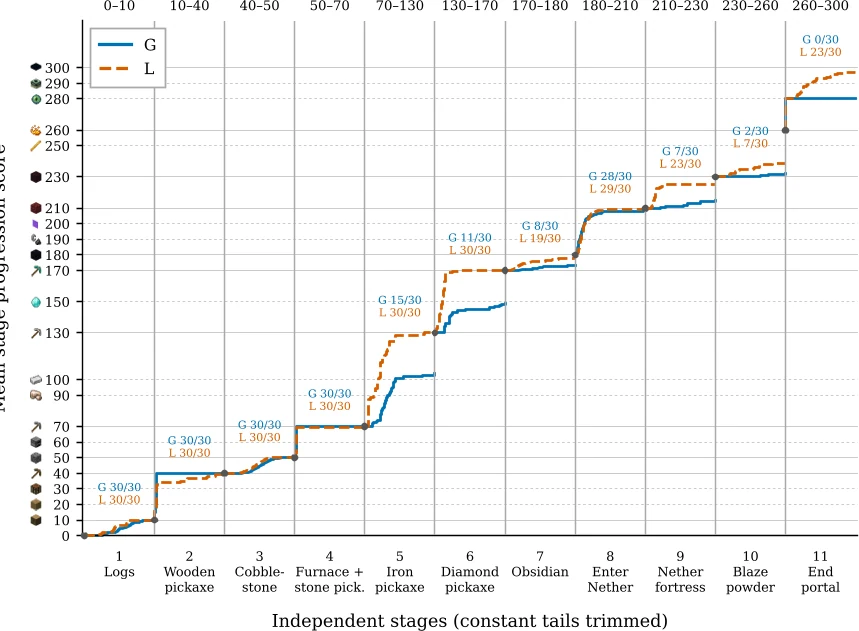 0–10 10–40 40–50 50–70 70–130 130–170 170–180 180–210 210–230 230–260 260–300
G
L
G 0/30
L 23/30
300
290
280
260
250
230
210
200
190
180
170
150
130
100
90
70
60
50
40
30
20
10
0
G 2/30
L 7/30
G 7/30
L 23/30
G 28/30
L 29/30
G 8/30
L 19/30
G 11/30
L 30/30
G 15/30
L 30/30
G 30/30
L 30/30
G 30/30
L 30/30
G 30/30
L 30/30
G 30/30
L 30/30
Mean stage progression score
1
Logs
2
Wooden
pickaxe
3
Cobble-
stone
4
Furnace +
stone pick.
5
Iron
pickaxe
6
Diamond
pickaxe
7
Obsidian
8
Enter
Nether
9
Nether
fortress
10
Blaze
powder
11
End
portal
Independent stages (constant tails trimmed)